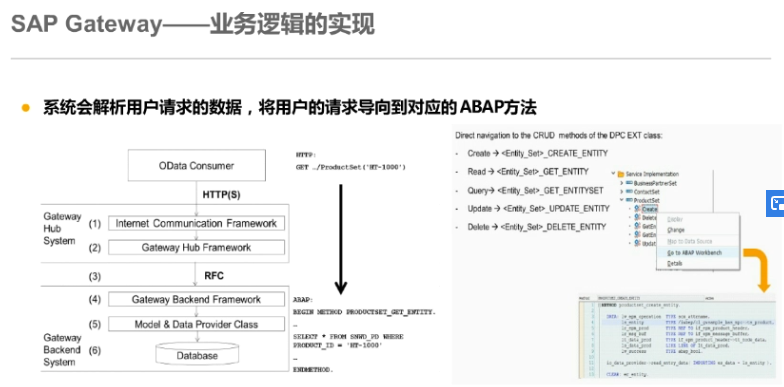 SAP Gateway——业务逻辑的实现
系统会解析用户请求的数据，将用户的请求导向到对应的ABAP方法
OData Consumer
HTTP(S)
Gateway
Hub
System
(1) Internet Communication Framework
(2) Gateway Hub Framework
(3) RFC
(4) Gateway Backend Framework
(5) Model & Data Provider Class
Gateway
Backend
System
(6) Database
HTTP:
GET …/ProductSet('HT-1000')
ABAP:
BEGIN METHOD PRODUCTSET_GET_ENTITY.
…
SELECT * FROM SNWD_PD WHERE
PRODUCT_ID = 'HT-1000'
…
ENDMETHOD.
Direct navigation to the CRUD methods of the DPC EXT class:
- Create → <Entity_Set>_CREATE_ENTITY
- Read → <Entity_Set>_GET_ENTITY
- Query→ <Entity_Set>_GET_ENTITYSET
- Update → <Entity_Set>_UPDATE_ENTITY
- Delete → <Entity_Set>_DELETE_ENTITY
Service Implementation
BusinessPartnerSet
ContactSet
ProductSet
Create
Change
Map to Data Source
Go to ABAP Workbench
Details